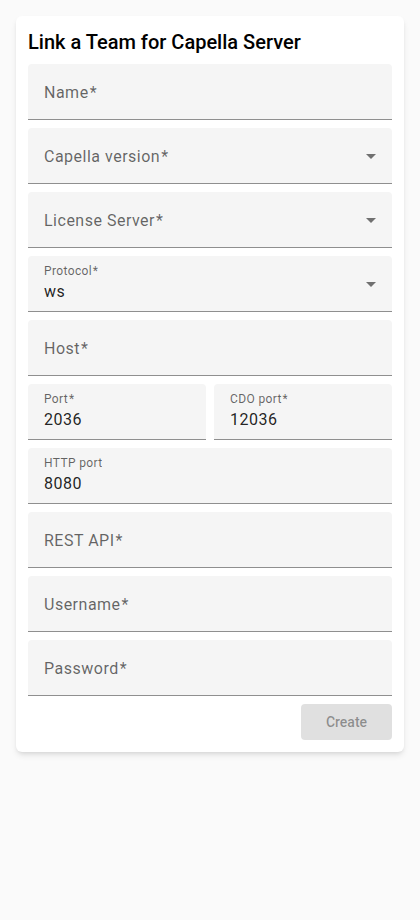 Link a Team for Capella Server
Name*
Capella version*
License Server*
Protocol*
ws
Host*
Port*
CDO port*
2036
12036
HTTP port
8080
REST API*
Username*
Password*
Create